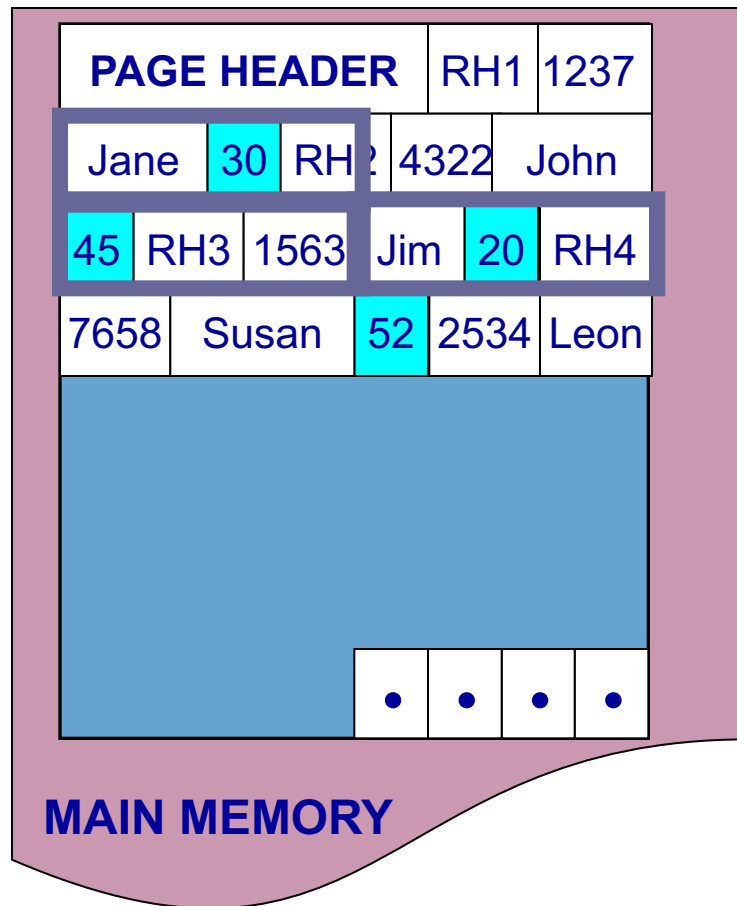 PAGE HEADER RH1 1237
Jane 30 RH2 4322 John
45 RH3 1563 Jim 20 RH4
7658 Susan 52 2534 Leon
MAIN MEMORY